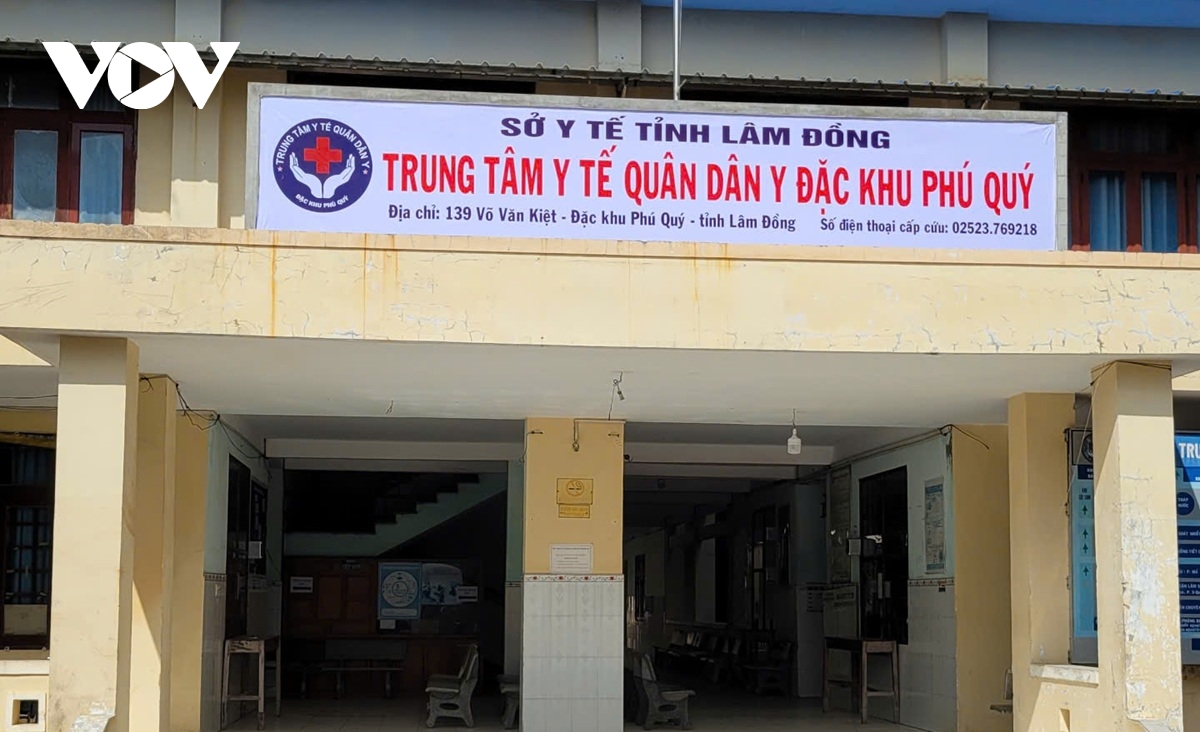 VOV
SỞ Y TẾ TỈNH LÂM ĐỒNG
TRUNG TÂM Y TẾ QUÂN DÂN Y
ĐẶC KHU PHÚ QUÝ
TRUNG TÂM Y TẾ QUÂN DÂN Y ĐẶC KHU PHÚ QUÝ
Địa chỉ: 139 Võ Văn Kiệt - Đặc khu Phú Quý - tỉnh Lâm Đồng Số điện thoại cấp cứu: 02523.769218